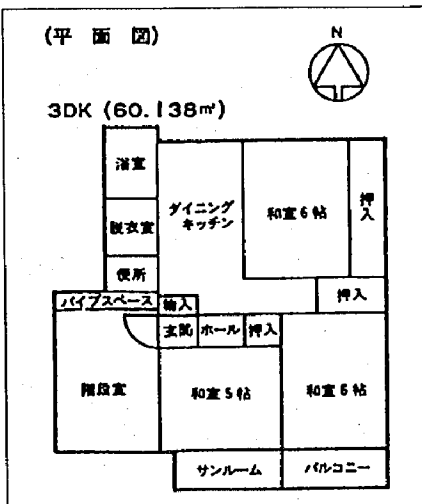 (平面図)
N
3DK (60.138㎡)
浴室
ダイニング
キッチン
和室6帖
押入
脱衣室
便所
パイプスペース
物入
押入
玄関
ホール
押入
階段室
和室5帖
和室6帖
サンルーム
バルコニー